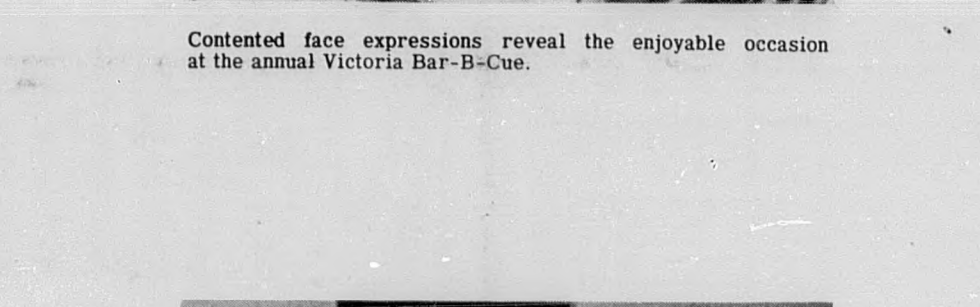 Contented face expressions reveal the enjoyable occasion
at the annual Victoria Bar-B-Cue.